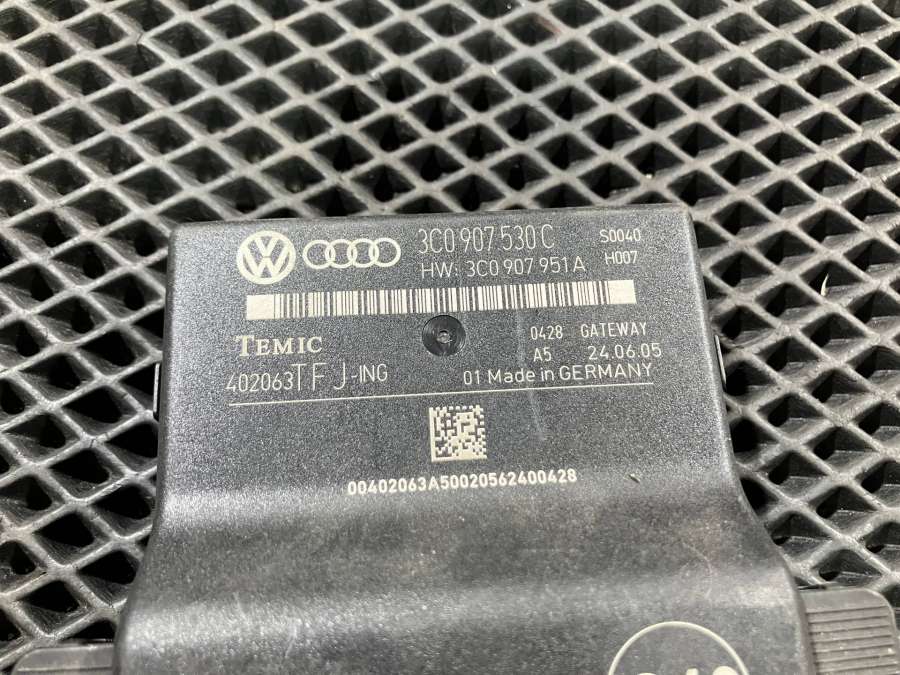 3C0 907 530 C S0040
HW: 3C0 907 951 A H007
TEMIC 0428 GATEWAY
A5 24.06.05
402063TFJ-ING 01 Made in GERMANY
00402063A50020562400428